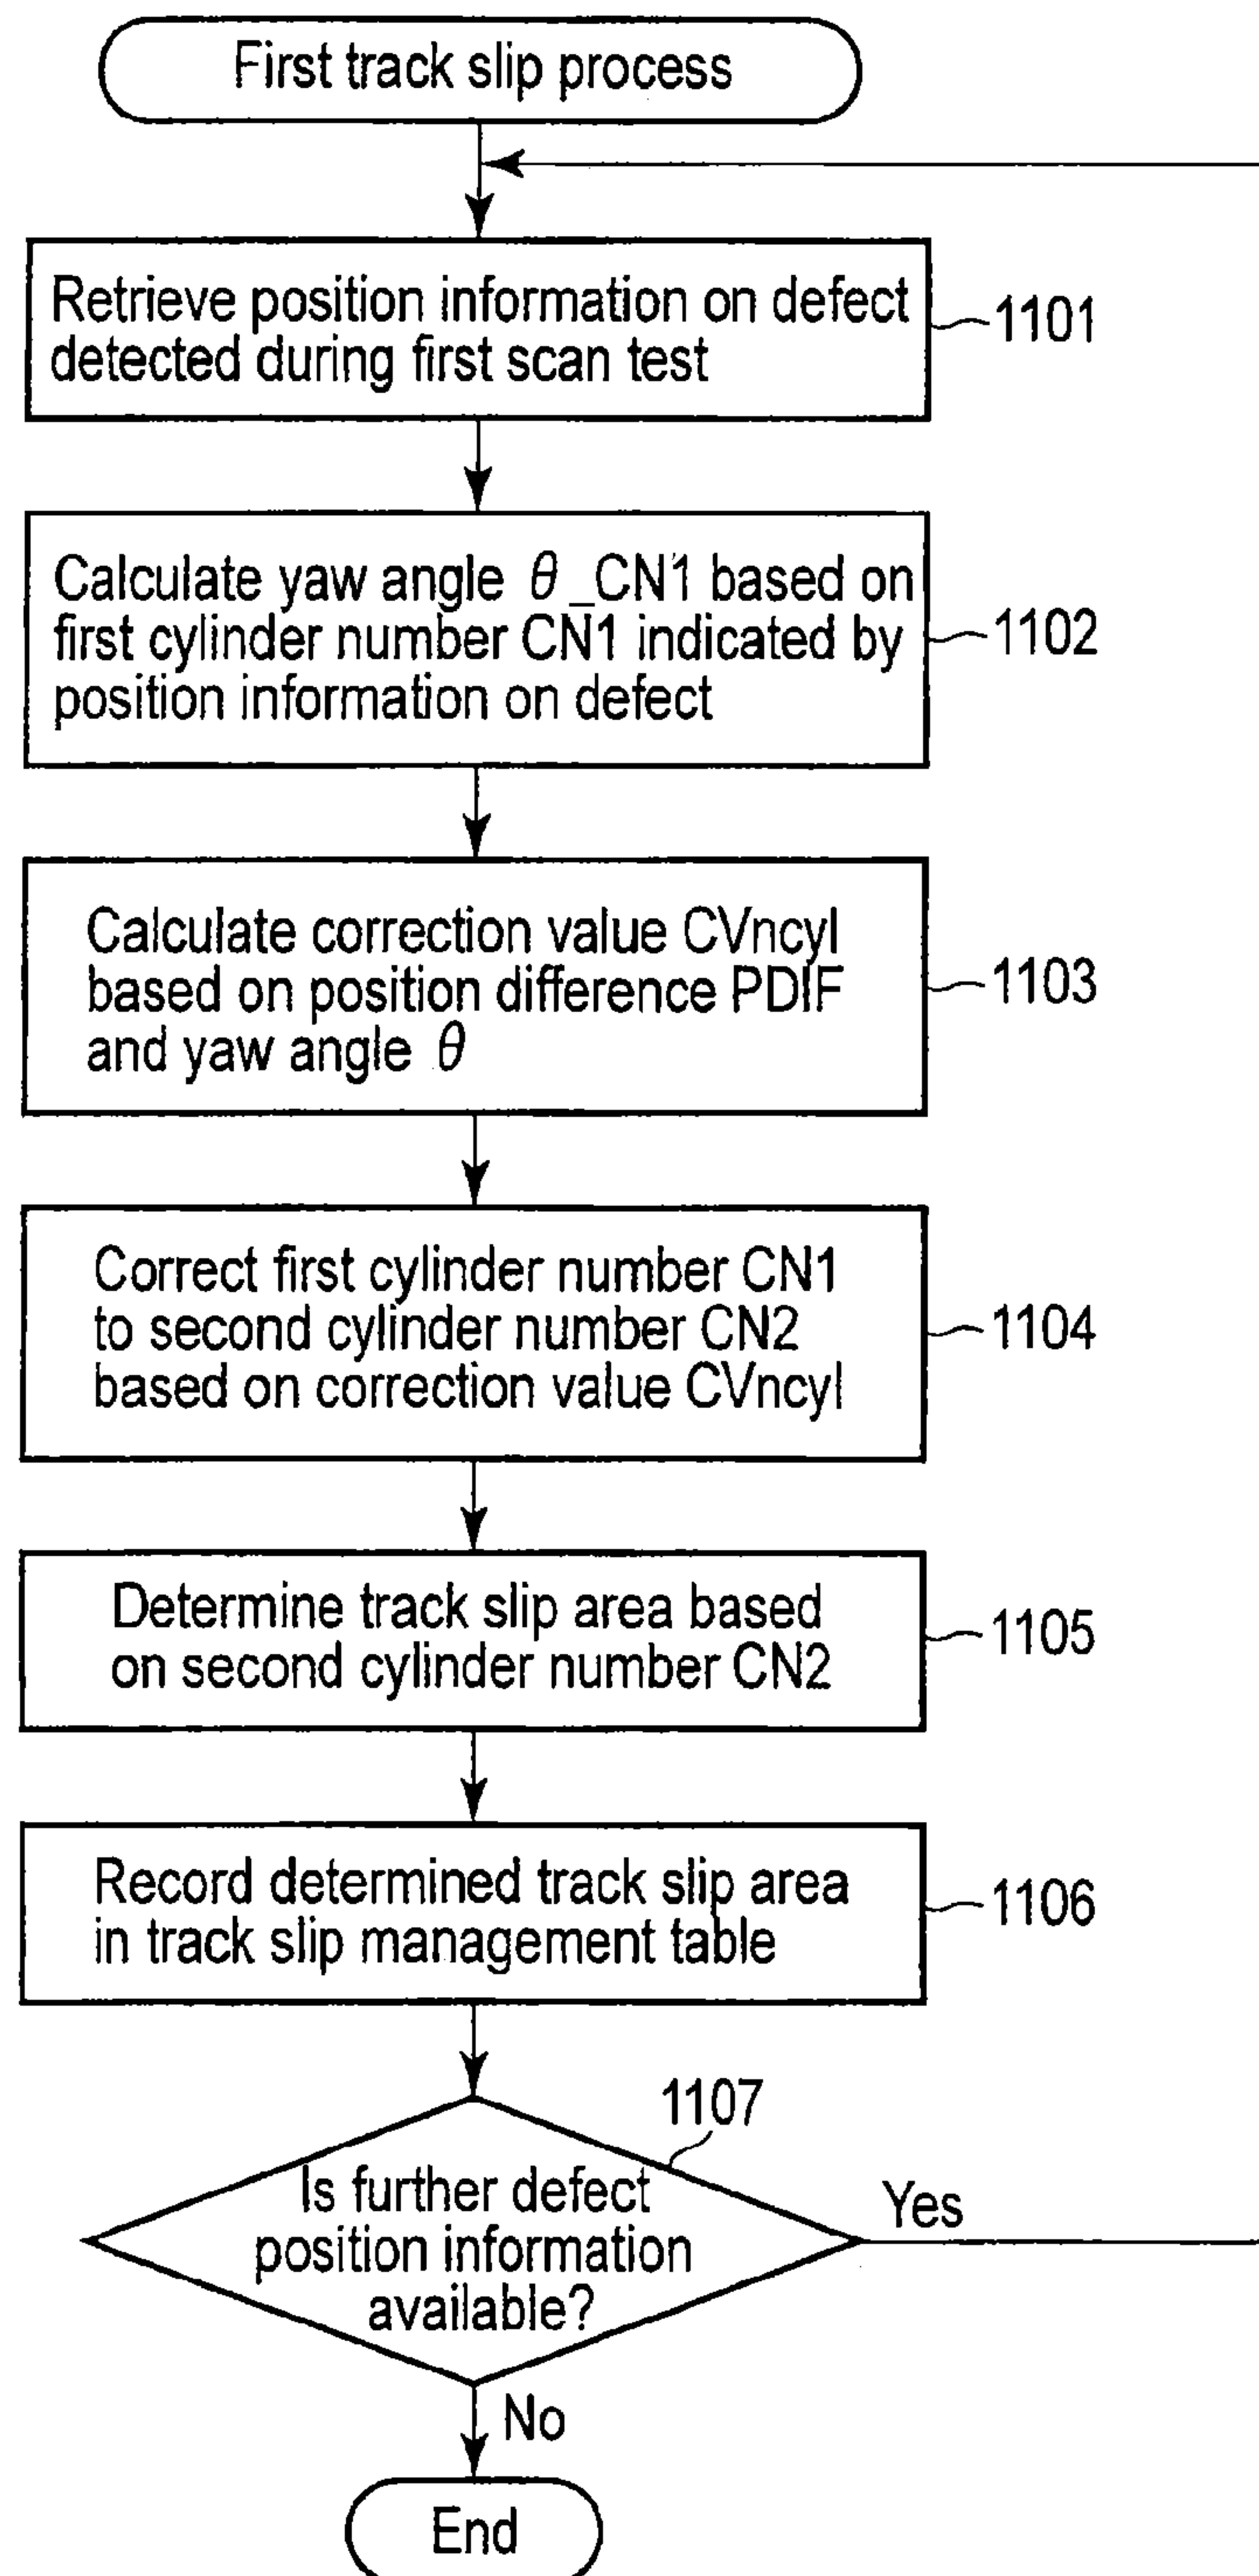 First track slip process
Retrieve position information on defect
detected during first scan test
1101
Calculate yaw angle θ_CN1 based on
first cylinder number CN1 indicated by
position information on defect
1102
Calculate correction value CVncyl
based on position difference PDIF
and yaw angle θ
1103
Correct first cylinder number CN1
to second cylinder number CN2
based on correction value CVncyl
1104
Determine track slip area based
on second cylinder number CN2
1105
Record determined track slip area
in track slip management table
1106
1107
Is further defect
position information
available?
Yes
No
End